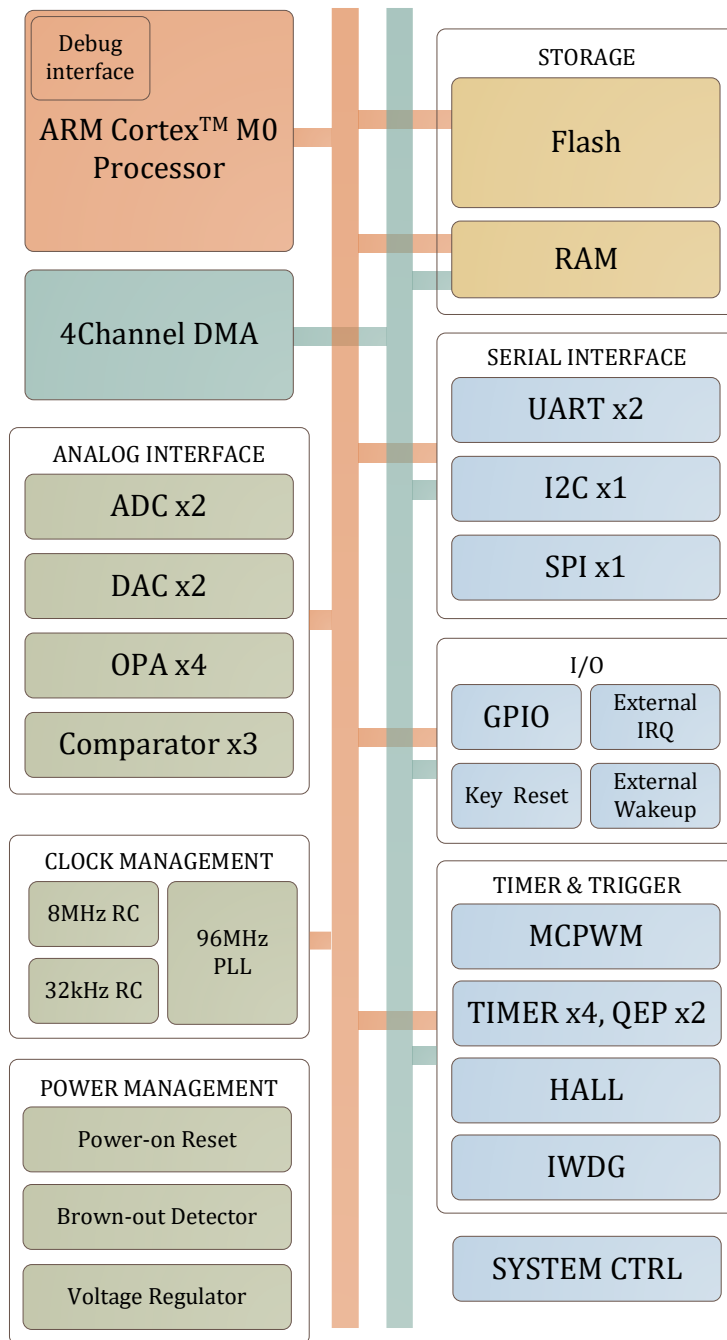 Debug
interface
ARM Cortex™ M0
Processor
4Channel DMA
ANALOG INTERFACE
ADC x2
DAC x2
OPA x4
Comparator x3
CLOCK MANAGEMENT
8MHz RC
32kHz RC
96MHz
PLL
POWER MANAGEMENT
Power-on Reset
Brown-out Detector
Voltage Regulator
STORAGE
Flash
RAM
SERIAL INTERFACE
UART x2
I2C x1
SPI x1
I/O
GPIO
External
IRQ
Key Reset
External
Wakeup
TIMER & TRIGGER
MCPWM
TIMER x4, QEP x2
HALL
IWDG
SYSTEM CTRL